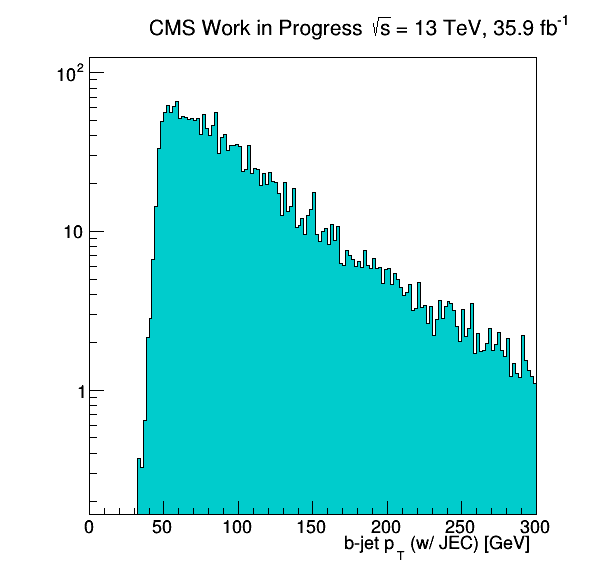 CMS Work in Progress √s = 13 TeV, 35.9 fb⁻¹
10²
10
1
0 50 100 150 200 250 300
b-jet p_T (w/ JEC) [GeV]